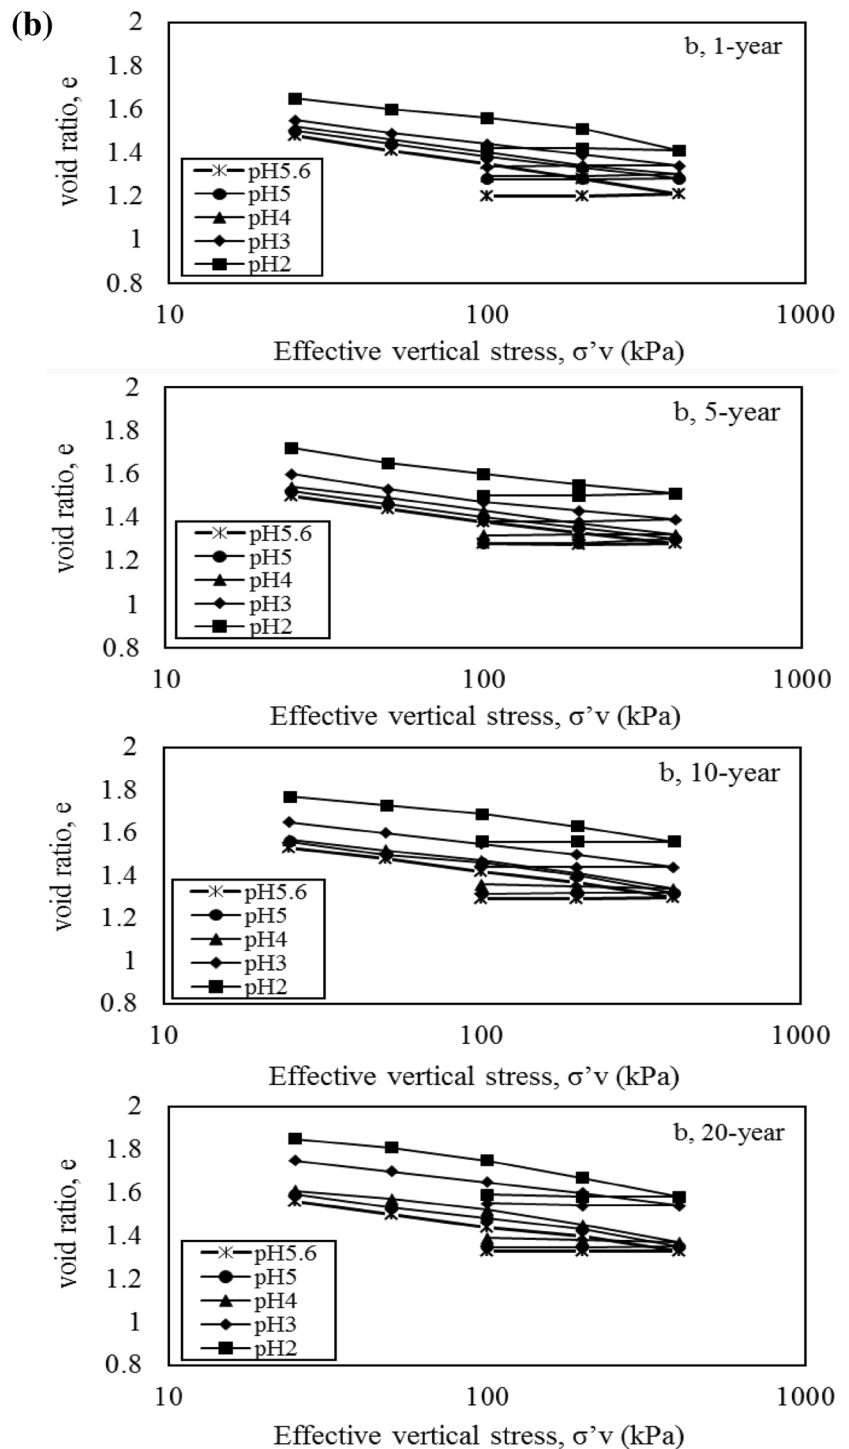 (b)
b, 1-year
void ratio, e
2
1.8
1.6
1.4
1.2
1
0.8
pH5.6
pH5
pH4
pH3
pH2
10 100 1000
Effective vertical stress, σ’v (kPa)
b, 5-year
void ratio, e
2
1.8
1.6
1.4
1.2
1
0.8
pH5.6
pH5
pH4
pH3
pH2
10 100 1000
Effective vertical stress, σ’v (kPa)
b, 10-year
void ratio, e
2
1.8
1.6
1.4
1.2
1
0.8
pH5.6
pH5
pH4
pH3
pH2
10 100 1000
Effective vertical stress, σ’v (kPa)
b, 20-year
void ratio, e
2
1.8
1.6
1.4
1.2
1
0.8
pH5.6
pH5
pH4
pH3
pH2
10 100 1000
Effective vertical stress, σ’v (kPa)